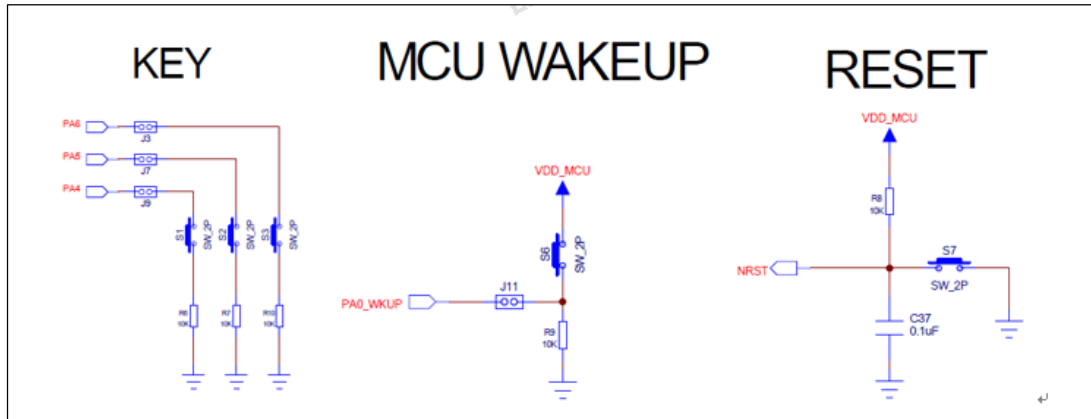 KEY
PA6
J3
PA5
J7
PA4
J9
S1
SW_2P
S2
SW_2P
S3
SW_2P
R6
10K
R7
10K
R10
10K
MCU WAKEUP
VDD_MCU
S6
SW_2P
PA0_WKUP
J11
R9
10K
RESET
VDD_MCU
R8
10K
NRST
S7
SW_2P
C37
0.1uF